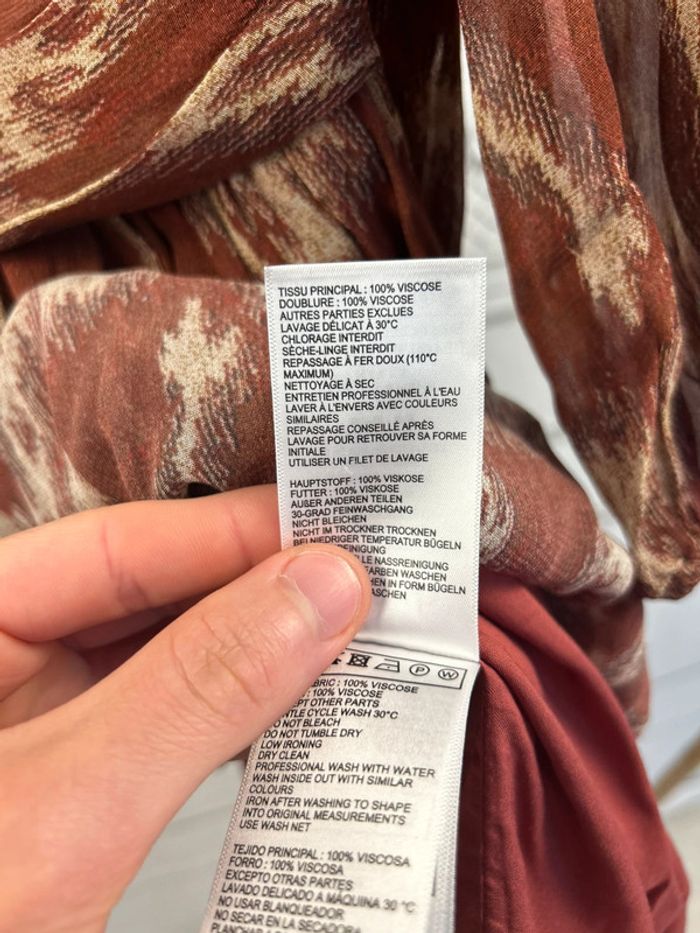 TISSU PRINCIPAL : 100% VISCOSE
DOUBLURE : 100% VISCOSE
AUTRES PARTIES EXCLUES
LAVAGE DÉLICAT À 30°C
CHLORAGE INTERDIT
SÈCHE-LINGE INTERDIT
REPASSAGE À FER DOUX (110°C
MAXIMUM)
NETTOYAGE À SEC
ENTRETIEN PROFESSIONNEL À L'EAU
LAVER À L'ENVERS AVEC COULEURS
SIMILAIRES
REPASSAGE CONSEILLÉ APRÈS
LAVAGE POUR RETROUVER SA FORME
INITIALE
UTILISER UN FILET DE LAVAGE
HAUPTSTOFF : 100% VISKOSE
FUTTER : 100% VISKOSE
AUßER ANDEREN TEILEN
30-GRAD FEINWASCHGANG
NICHT BLEICHEN
NICHT IM TROCKNER TROCKNEN
BEI NIEDRIGER TEMPERATUR BÜGELN
EINIGUNG
LLE NASSREINIGUNG
FARBEN WASCHEN
HEN IN FORM BÜGELN
ASCHEN
P W
BRIC : 100% VISCOSE
: 100% VISCOSE
PT OTHER PARTS
NTLE CYCLE WASH 30°C
O NOT BLEACH
DO NOT TUMBLE DRY
LOW IRONING
DRY CLEAN
PROFESSIONAL WASH WITH WATER
WASH INSIDE OUT WITH SIMILAR
COLOURS
IRON AFTER WASHING TO SHAPE
INTO ORIGINAL MEASUREMENTS
USE WASH NET
TEJIDO PRINCIPAL : 100% VISCOSA
FORRO : 100% VISCOSA
EXCEPTO OTRAS PARTES
LAVADO DELICADO A MÁQUINA 30 °C
NO USAR BLANQUEADOR
NO SECAR EN LA SECADORA